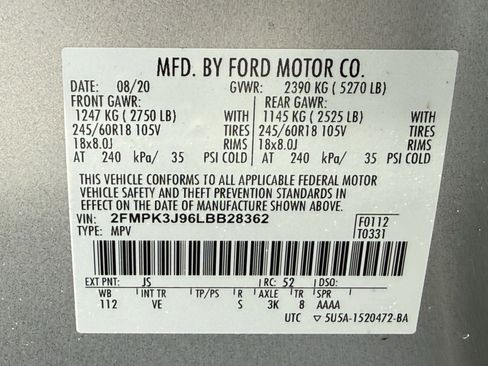 MFD. BY FORD MOTOR CO.
DATE: 08/20 GVWR: 2390 KG (5270 LB)
FRONT GAWR: REAR GAWR:
1247 KG (2750 LB) WITH 1145 KG (2525 LB) WITH
245/60R18 105V TIRES 245/60R18 105V TIRES
18x8.0J RIMS 18x8.0J RIMS
AT 240 kPa/ 35 PSI COLD AT 240 kPa/ 35 PSI COLD
THIS VEHICLE CONFORMS TO ALL APPLICABLE FEDERAL MOTOR
VEHICLE SAFETY AND THEFT PREVENTION STANDARDS IN
EFFECT ON THE DATE OF MANUFACTURE SHOWN ABOVE.
VIN: 2FMPK3J96LBB28362 F0112
TYPE: MPV T0331
EXT PNT: JS RC: 52 DSO:
WB INT TR TP/PS R AXLE TR SPR
112 VE S 3K 8 AAAA
UTC ▽ 5U5A-1520472-BA